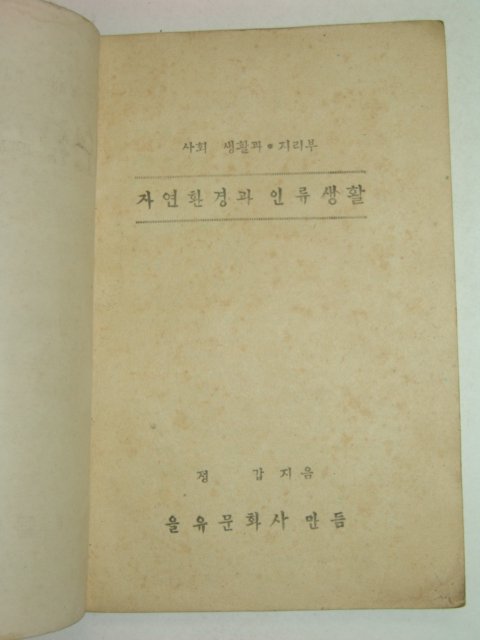 사회 생활과 • 지리부
자연환경과 인류생활
정 갑 지음
을유문화사 만듬